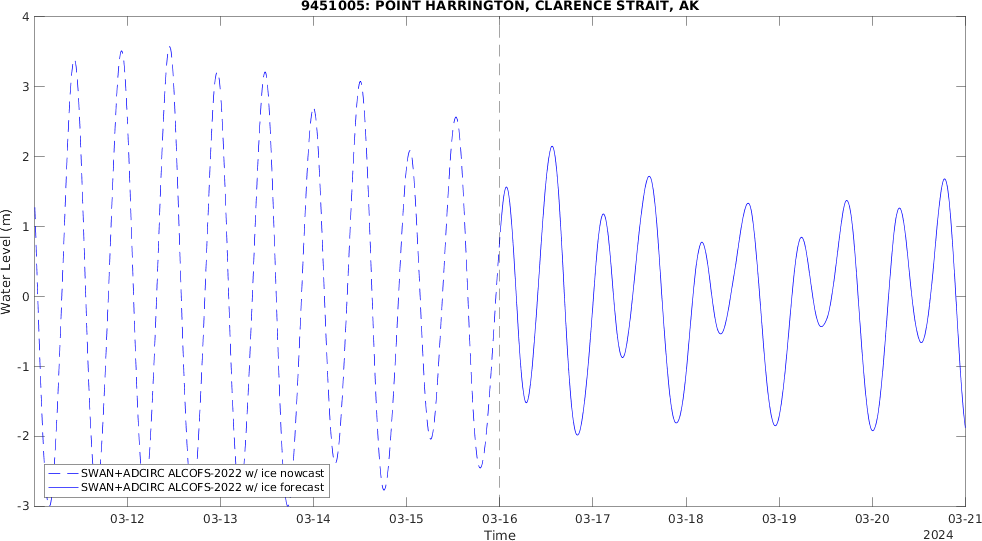 9451005: POINT HARRINGTON, CLARENCE STRAIT, AK
4
3
2
1
0
-1
-2
-3
Water Level (m)
SWAN+ADCIRC ALCOFS-2022 w/ ice nowcast
SWAN+ADCIRC ALCOFS-2022 w/ ice forecast
03-12 03-13 03-14 03-15 03-16 03-17 03-18 03-19 03-20 03-21
Time
2024